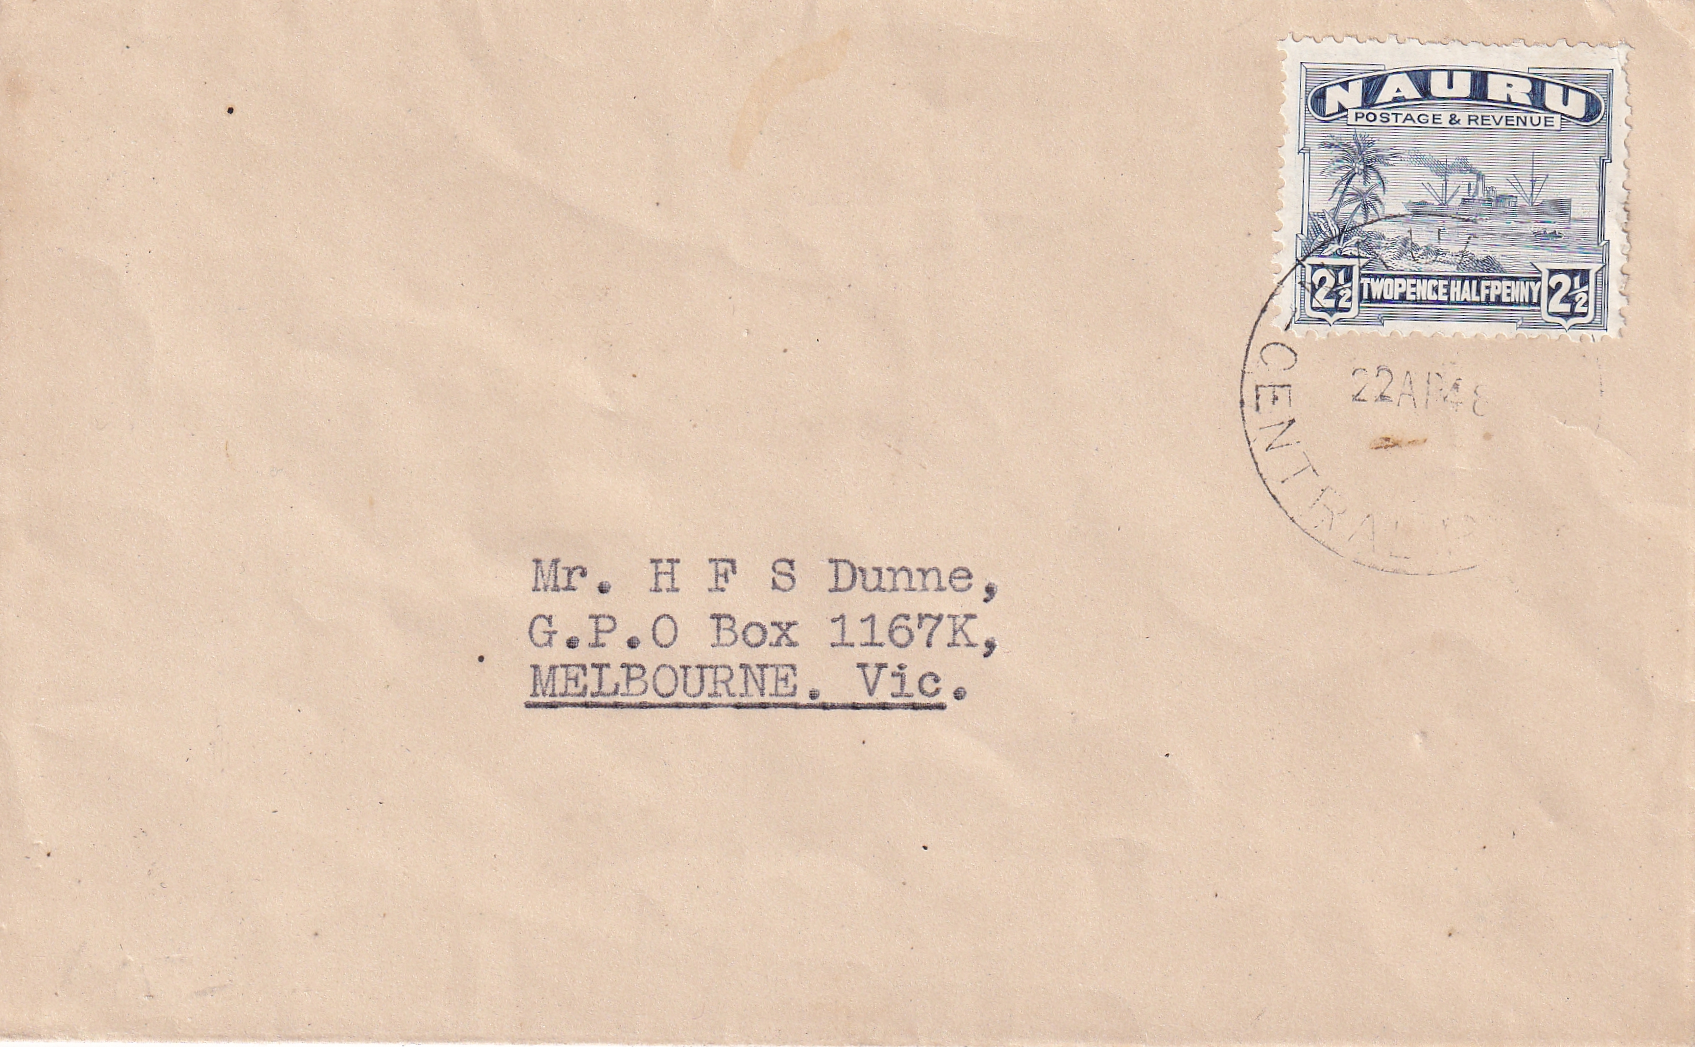 NAURU
POSTAGE & REVENUE
2½ TWOPENCE HALFPENNY 2½
CENTRAL
22AP48
Mr. H F S Dunne,
G.P.O Box 1167K,
MELBOURNE. Vic.